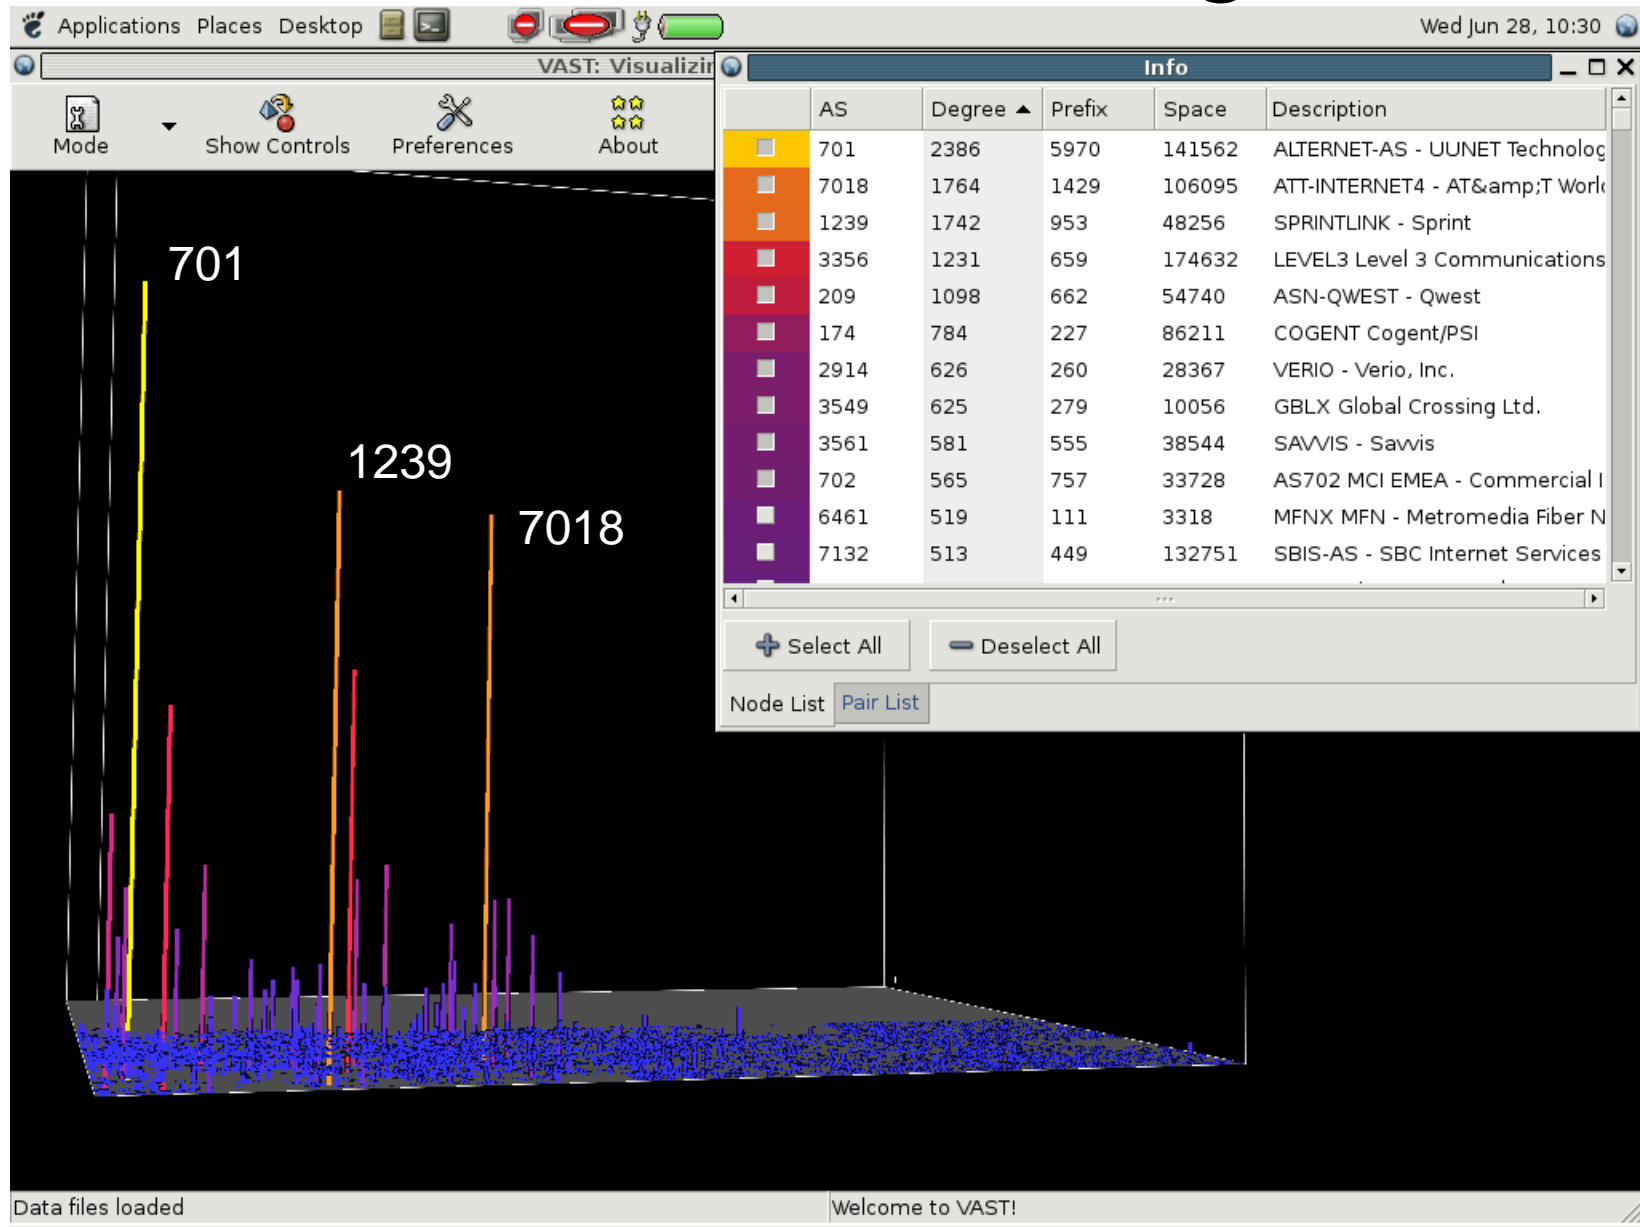 Applications Places Desktop
Wed Jun 28, 10:30
VAST: Visualizin
Info
Mode
Show Controls
Preferences
About
AS Degree Prefix Space Description
701 2386 5970 141562 ALTERNET-AS - UUNET Technolog
7018 1764 1429 106095 ATT-INTERNET4 - AT&amp;T World
1239 1742 953 48256 SPRINTLINK - Sprint
3356 1231 659 174632 LEVEL3 Level 3 Communications
209 1098 662 54740 ASN-QWEST - Qwest
174 784 227 86211 COGENT Cogent/PSI
2914 626 260 28367 VERIO - Verio, Inc.
3549 625 279 10056 GBLX Global Crossing Ltd.
3561 581 555 38544 SAVVIS - Savvis
702 565 757 33728 AS702 MCI EMEA - Commercial I
6461 519 111 3318 MFNX MFN - Metromedia Fiber N
7132 513 449 132751 SBIS-AS - SBC Internet Services
Select All
Deselect All
Node List
Pair List
701
1239
7018
Data files loaded
Welcome to VAST!